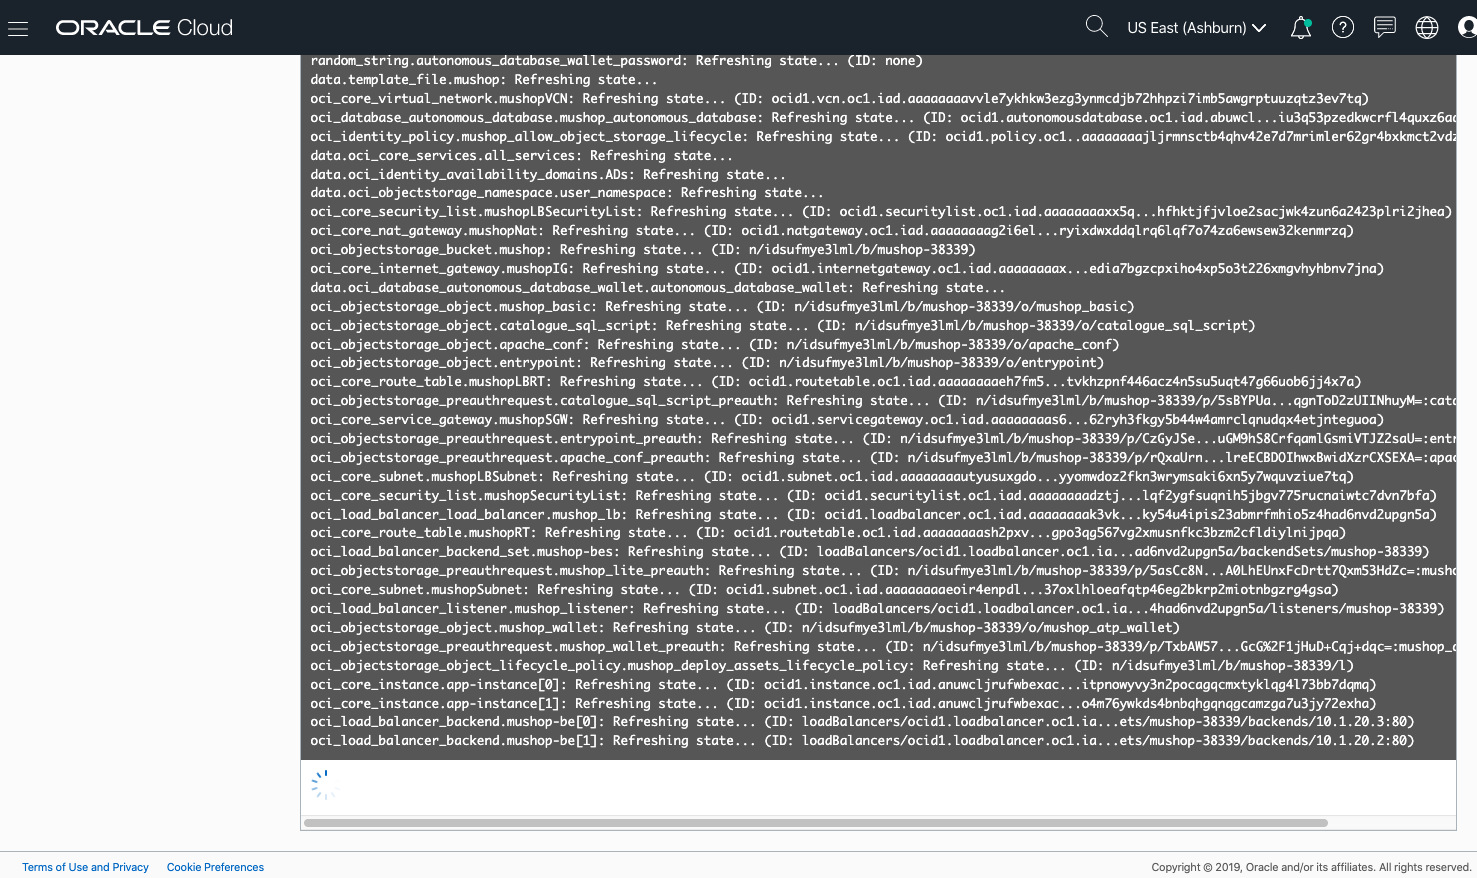 ORACLE Cloud
US East (Ashburn)
random_string.autonomous_database_wallet_password: Refreshing state... (ID: none)
data.template_file.mushop: Refreshing state...
oci_core_virtual_network.mushopVCN: Refreshing state... (ID: ocid1.vcn.oc1.iad.aaaaaaaavvle7ykhkw3ezg3ynmcdjb72hhpzi7imb5awgrptuuzqtz3ev7tq)
oci_database_autonomous_database.mushop_autonomous_database: Refreshing state... (ID: ocid1.autonomousdatabase.oc1.iad.abuwcl...iu3q53pzedkwcrfl4quxz6ad
oci_identity_policy.mushop_allow_object_storage_lifecycle: Refreshing state... (ID: ocid1.policy.oc1..aaaaaaaajljrmnsctb4qhv42e7d7mrimler62gr4bxkmct2vdz
data.oci_core_services.all_services: Refreshing state...
data.oci_identity_availability_domains.ADs: Refreshing state...
data.oci_objectstorage_namespace.user_namespace: Refreshing state...
oci_core_security_list.mushopLBSecurityList: Refreshing state... (ID: ocid1.securitylist.oc1.iad.aaaaaaaaxx5q...hfhktjfjvloe2sacjwk4zun6a2423plri2jhea)
oci_core_nat_gateway.mushopNat: Refreshing state... (ID: ocid1.natgateway.oc1.iad.aaaaaaaag2i6el...ryixdwxddqlrq6lqf7o74za6ewsew32kenmrzq)
oci_objectstorage_bucket.mushop: Refreshing state... (ID: n/idsufmye3lml/b/mushop-38339)
oci_core_internet_gateway.mushopIG: Refreshing state... (ID: ocid1.internetgateway.oc1.iad.aaaaaaaax...edia7bgzcpxiho4xp5o3t226xmgvhyhbnv7jna)
data.oci_database_autonomous_database_wallet.autonomous_database_wallet: Refreshing state...
oci_objectstorage_object.mushop_basic: Refreshing state... (ID: n/idsufmye3lml/b/mushop-38339/o/mushop_basic)
oci_objectstorage_object.catalogue_sql_script: Refreshing state... (ID: n/idsufmye3lml/b/mushop-38339/o/catalogue_sql_script)
oci_objectstorage_object.apache_conf: Refreshing state... (ID: n/idsufmye3lml/b/mushop-38339/o/apache_conf)
oci_objectstorage_object.entrypoint: Refreshing state... (ID: n/idsufmye3lml/b/mushop-38339/o/entrypoint)
oci_core_route_table.mushopLBRT: Refreshing state... (ID: ocid1.routetable.oc1.iad.aaaaaaaaeh7fm5...tvkhzpnf446acz4n5su5uqt47g66uob6jj4x7a)
oci_objectstorage_preauthrequest.catalogue_sql_script_preauth: Refreshing state... (ID: n/idsufmye3lml/b/mushop-38339/p/5sBYPUa...qgnToD2zUIINhuyM=:cata
oci_core_service_gateway.mushopSGW: Refreshing state... (ID: ocid1.servicegateway.oc1.iad.aaaaaaaas6...62ryh3fkgy5b44w4amrclqnudqx4etjnteguoa)
oci_objectstorage_preauthrequest.entrypoint_preauth: Refreshing state... (ID: n/idsufmye3lml/b/mushop-38339/p/CzGyJSe...uGM9hS8CrfqamlGsmiVTJZ2saU=:entr
oci_objectstorage_preauthrequest.apache_conf_preauth: Refreshing state... (ID: n/idsufmye3lml/b/mushop-38339/p/rQxaUrn...lreECBDOIhwxBwidXzrCXSEXA=:apac
oci_core_subnet.mushopLBSubnet: Refreshing state... (ID: ocid1.subnet.oc1.iad.aaaaaaaautyusuxgdo...yyomwdoz2fkn3wrymsaki6xn5y7wquvziue7tq)
oci_core_security_list.mushopSecurityList: Refreshing state... (ID: ocid1.securitylist.oc1.iad.aaaaaaaadztj...lqf2ygfsuqnih5jbgv775rucnaiwtc7dvn7bfa)
oci_load_balancer_load_balancer.mushop_lb: Refreshing state... (ID: ocid1.loadbalancer.oc1.iad.aaaaaaaak3vk...ky54u4ipis23abmrfmhio5z4had6nvd2upgn5a)
oci_core_route_table.mushopRT: Refreshing state... (ID: ocid1.routetable.oc1.iad.aaaaaaaash2pxv...gpo3qg567vg2xmusnfkc3bzm2cfldiylnijpqa)
oci_load_balancer_backend_set.mushop-bes: Refreshing state... (ID: loadBalancers/ocid1.loadbalancer.oc1.ia...ad6nvd2upgn5a/backendSets/mushop-38339)
oci_objectstorage_preauthrequest.mushop_lite_preauth: Refreshing state... (ID: n/idsufmye3lml/b/mushop-38339/p/5asCc8N...A0LhEUnxFcDrtt7Qxm53HdZc=:musho
oci_core_subnet.mushopSubnet: Refreshing state... (ID: ocid1.subnet.oc1.iad.aaaaaaaaeoir4enpdl...37oxlhloeafqtp46eg2bkrp2miotnbgzrg4gsa)
oci_load_balancer_listener.mushop_listener: Refreshing state... (ID: loadBalancers/ocid1.loadbalancer.oc1.ia...4had6nvd2upgn5a/listeners/mushop-38339)
oci_objectstorage_object.mushop_wallet: Refreshing state... (ID: n/idsufmye3lml/b/mushop-38339/o/mushop_atp_wallet)
oci_objectstorage_preauthrequest.mushop_wallet_preauth: Refreshing state... (ID: n/idsufmye3lml/b/mushop-38339/p/TxbAW57...GcG%2F1jHuD+Cqj+dqc=:mushop_a
oci_objectstorage_object_lifecycle_policy.mushop_deploy_assets_lifecycle_policy: Refreshing state... (ID: n/idsufmye3lml/b/mushop-38339/l)
oci_core_instance.app-instance[0]: Refreshing state... (ID: ocid1.instance.oc1.iad.anuwcljrufwbexac...itpnowyvy3n2pocagqcmxtyklqg4l73bb7dqmq)
oci_core_instance.app-instance[1]: Refreshing state... (ID: ocid1.instance.oc1.iad.anuwcljrufwbexac...o4m76ywkds4bnbqhgqnqgcamzga7u3jy72exha)
oci_load_balancer_backend.mushop-be[0]: Refreshing state... (ID: loadBalancers/ocid1.loadbalancer.oc1.ia...ets/mushop-38339/backends/10.1.20.3:80)
oci_load_balancer_backend.mushop-be[1]: Refreshing state... (ID: loadBalancers/ocid1.loadbalancer.oc1.ia...ets/mushop-38339/backends/10.1.20.2:80)
Terms of Use and Privacy Cookie Preferences Copyright © 2019, Oracle and/or its affiliates. All rights reserved.